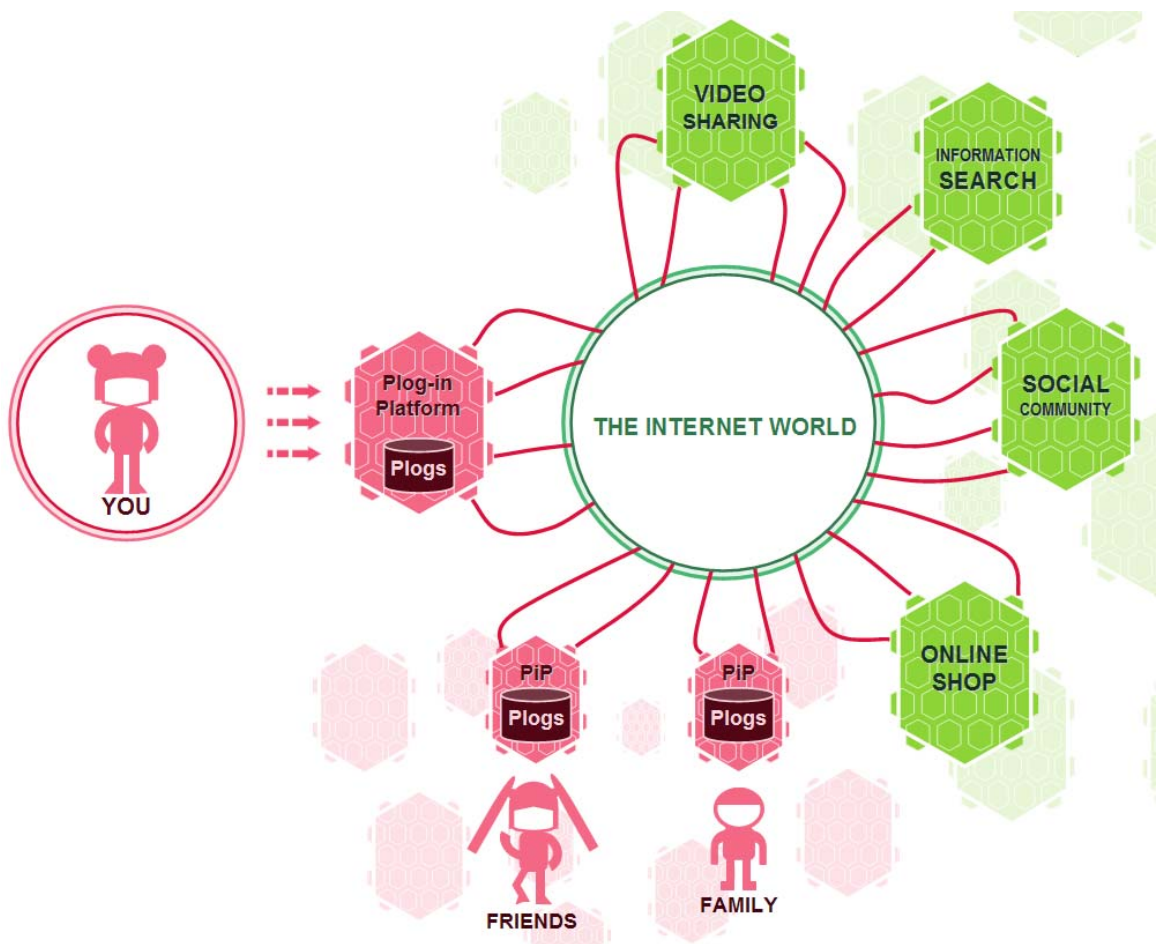 VIDEO
SHARING
INFORMATION
SEARCH
SOCIAL
COMMUNITY
ONLINE
SHOP
THE INTERNET WORLD
Plog-in
Platform
Plogs
YOU
PiP
Plogs
FRIENDS
PiP
Plogs
FAMILY